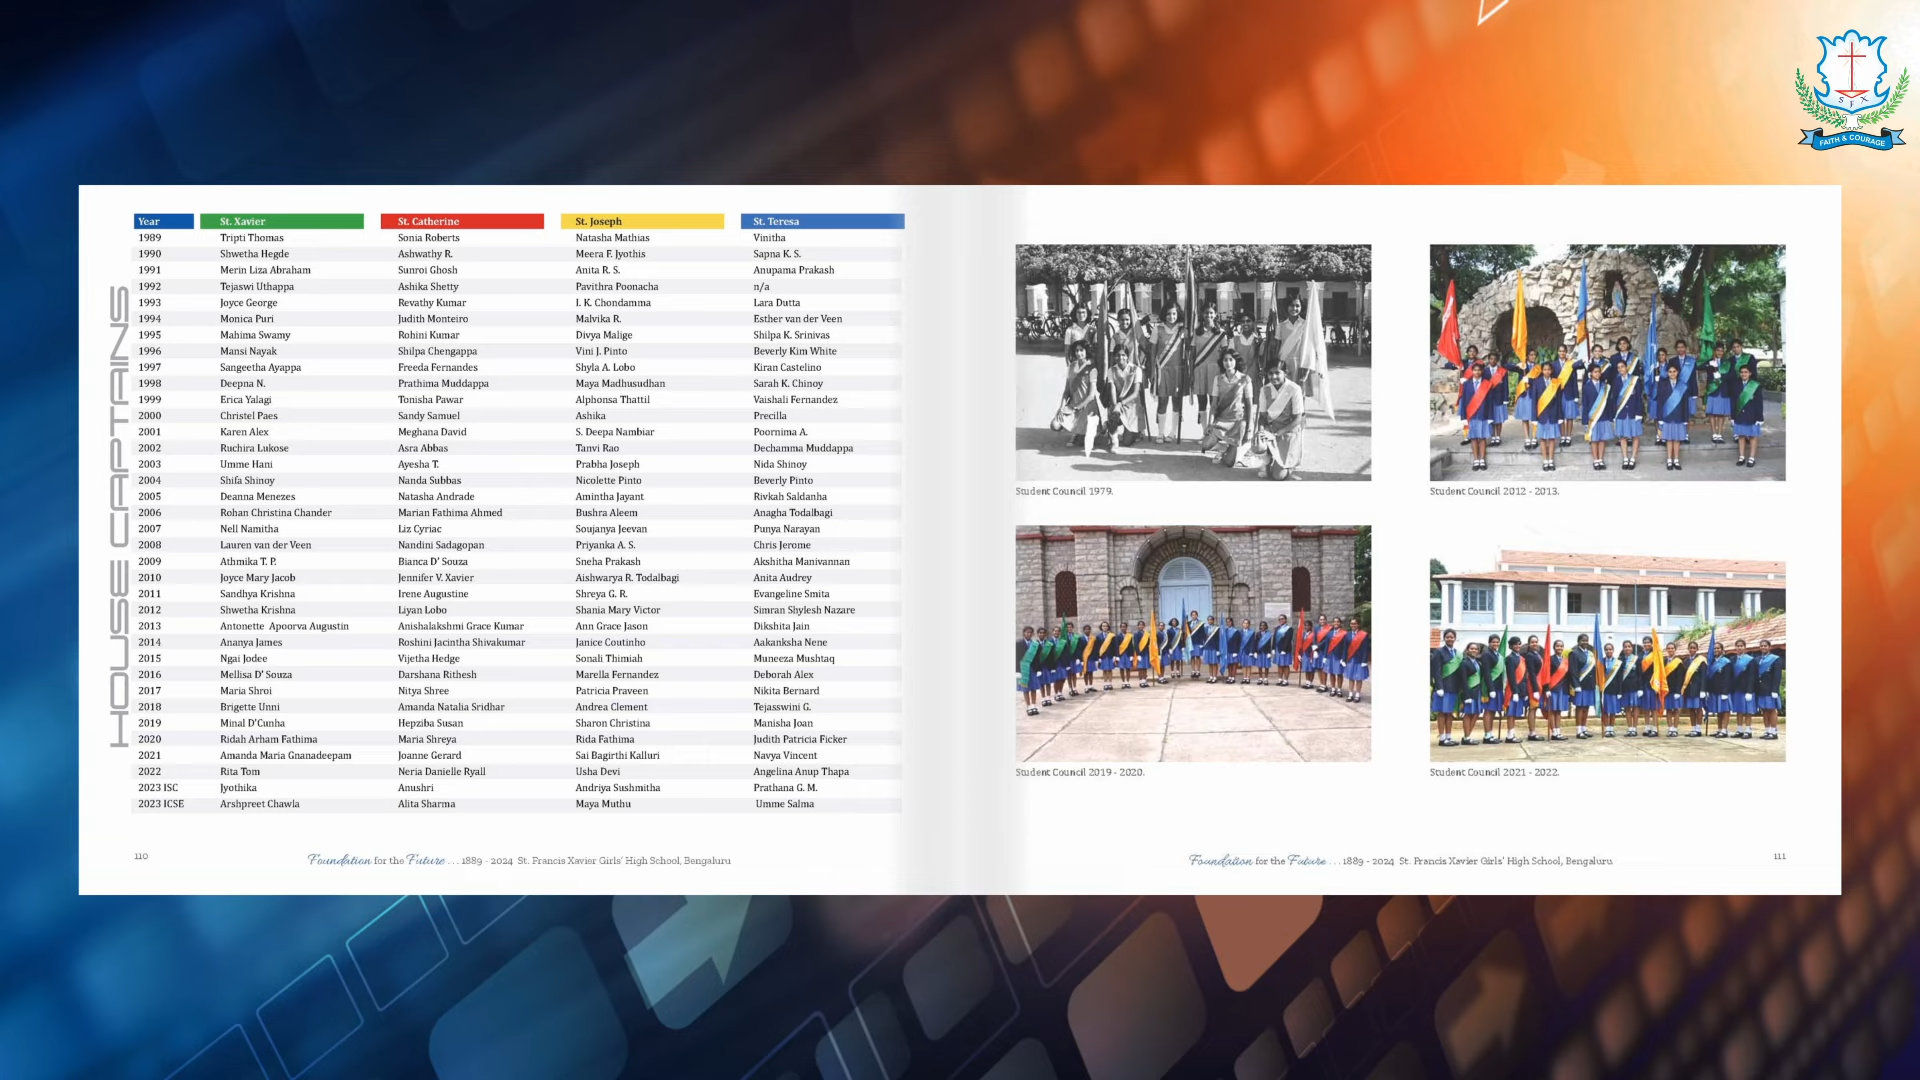 SFX
FAITH & COURAGE
HOUSE CAPTAINS
Year St. Xavier St. Catherine St. Joseph St. Teresa
1989 Tripti Thomas Sonia Roberts Natasha Mathias Vinitha
1990 Shwetha Hegde Ashwathy R. Meera F. Jyothis Sapna K. S.
1991 Merin Liza Abraham Sunroi Ghosh Anita R. S. Anupama Prakash
1992 Tejaswi Uthappa Ashika Shetty Pavithra Poonacha n/a
1993 Joyce George Revathy Kumar I. K. Chondamma Lara Dutta
1994 Monica Puri Judith Monteiro Malvika R. Esther van der Veen
1995 Mahima Swamy Rohini Kumar Divya Malige Shilpa K. Srinivas
1996 Mansi Nayak Shilpa Chengappa Vini J. Pinto Beverly Kim White
1997 Sangeetha Ayappa Freeda Fernandes Shyla A. Lobo Kiran Castelino
1998 Deepna N. Prathima Muddappa Maya Madhusudhan Sarah K. Chinoy
1999 Erica Yalagi Tonisha Pawar Alphonsa Thattil Vaishali Fernandez
2000 Christel Paes Sandy Samuel Ashika Precilla
2001 Karen Alex Meghana David S. Deepa Nambiar Poornima A.
2002 Ruchira Lukose Asra Abbas Tanvi Rao Dechamma Muddappa
2003 Umme Hani Ayesha T. Prabha Joseph Nida Shinoy
2004 Shifa Shinoy Nanda Subbas Nicolette Pinto Beverly Pinto
2005 Deanna Menezes Natasha Andrade Amintha Jayant Rivkah Saldanha
2006 Rohan Christina Chander Marian Fathima Ahmed Bushra Aleem Anagha Todalbagi
2007 Nell Namitha Liz Cyriac Soujanya Jeevan Punya Narayan
2008 Lauren van der Veen Nandini Sadagopan Priyanka A. S. Chris Jerome
2009 Athmika T. P. Bianca D' Souza Sneha Prakash Akshitha Manivannan
2010 Joyce Mary Jacob Jennifer V. Xavier Aishwarya R. Todalbagi Anita Audrey
2011 Sandhya Krishna Irene Augustine Shreya G. R. Evangeline Smita
2012 Shwetha Krishna Liyan Lobo Shania Mary Victor Simran Shylesh Nazare
2013 Antonette Apoorva Augustin Anishalakshmi Grace Kumar Ann Grace Jason Dikshita Jain
2014 Ananya James Roshini Jacintha Shivakumar Janice Coutinho Aakanksha Nene
2015 Ngai Jodee Vijetha Hedge Sonali Thimiah Muneeza Mushtaq
2016 Mellisa D' Souza Darshana Rithesh Marella Fernandez Deborah Alex
2017 Maria Shroi Nitya Shree Patricia Praveen Nikita Bernard
2018 Brigette Unni Amanda Natalia Sridhar Andrea Clement Tejasswini G.
2019 Minal D'Cunha Hepziba Susan Sharon Christina Manisha Joan
2020 Ridah Arham Fathima Maria Shreya Rida Fathima Judith Patricia Ficker
2021 Amanda Maria Gnanadeepam Joanne Gerard Sai Bagirthi Kalluri Navya Vincent
2022 Rita Tom Neria Danielle Ryall Usha Devi Angelina Anup Thapa
2023 ISC Jyothika Anushri Andriya Sushmitha Prathana G. M.
2023 ICSE Arshpreet Chawla Alita Sharma Maya Muthu Umme Salma
110
Foundation for the Future . . . 1889 - 2024 St. Francis Xavier Girls' High School, Bengaluru
Student Council 1979.
Student Council 2012 - 2013.
Student Council 2019 - 2020.
Student Council 2021 - 2022.
Foundation for the Future . . . 1889 - 2024 St. Francis Xavier Girls' High School, Bengaluru
111